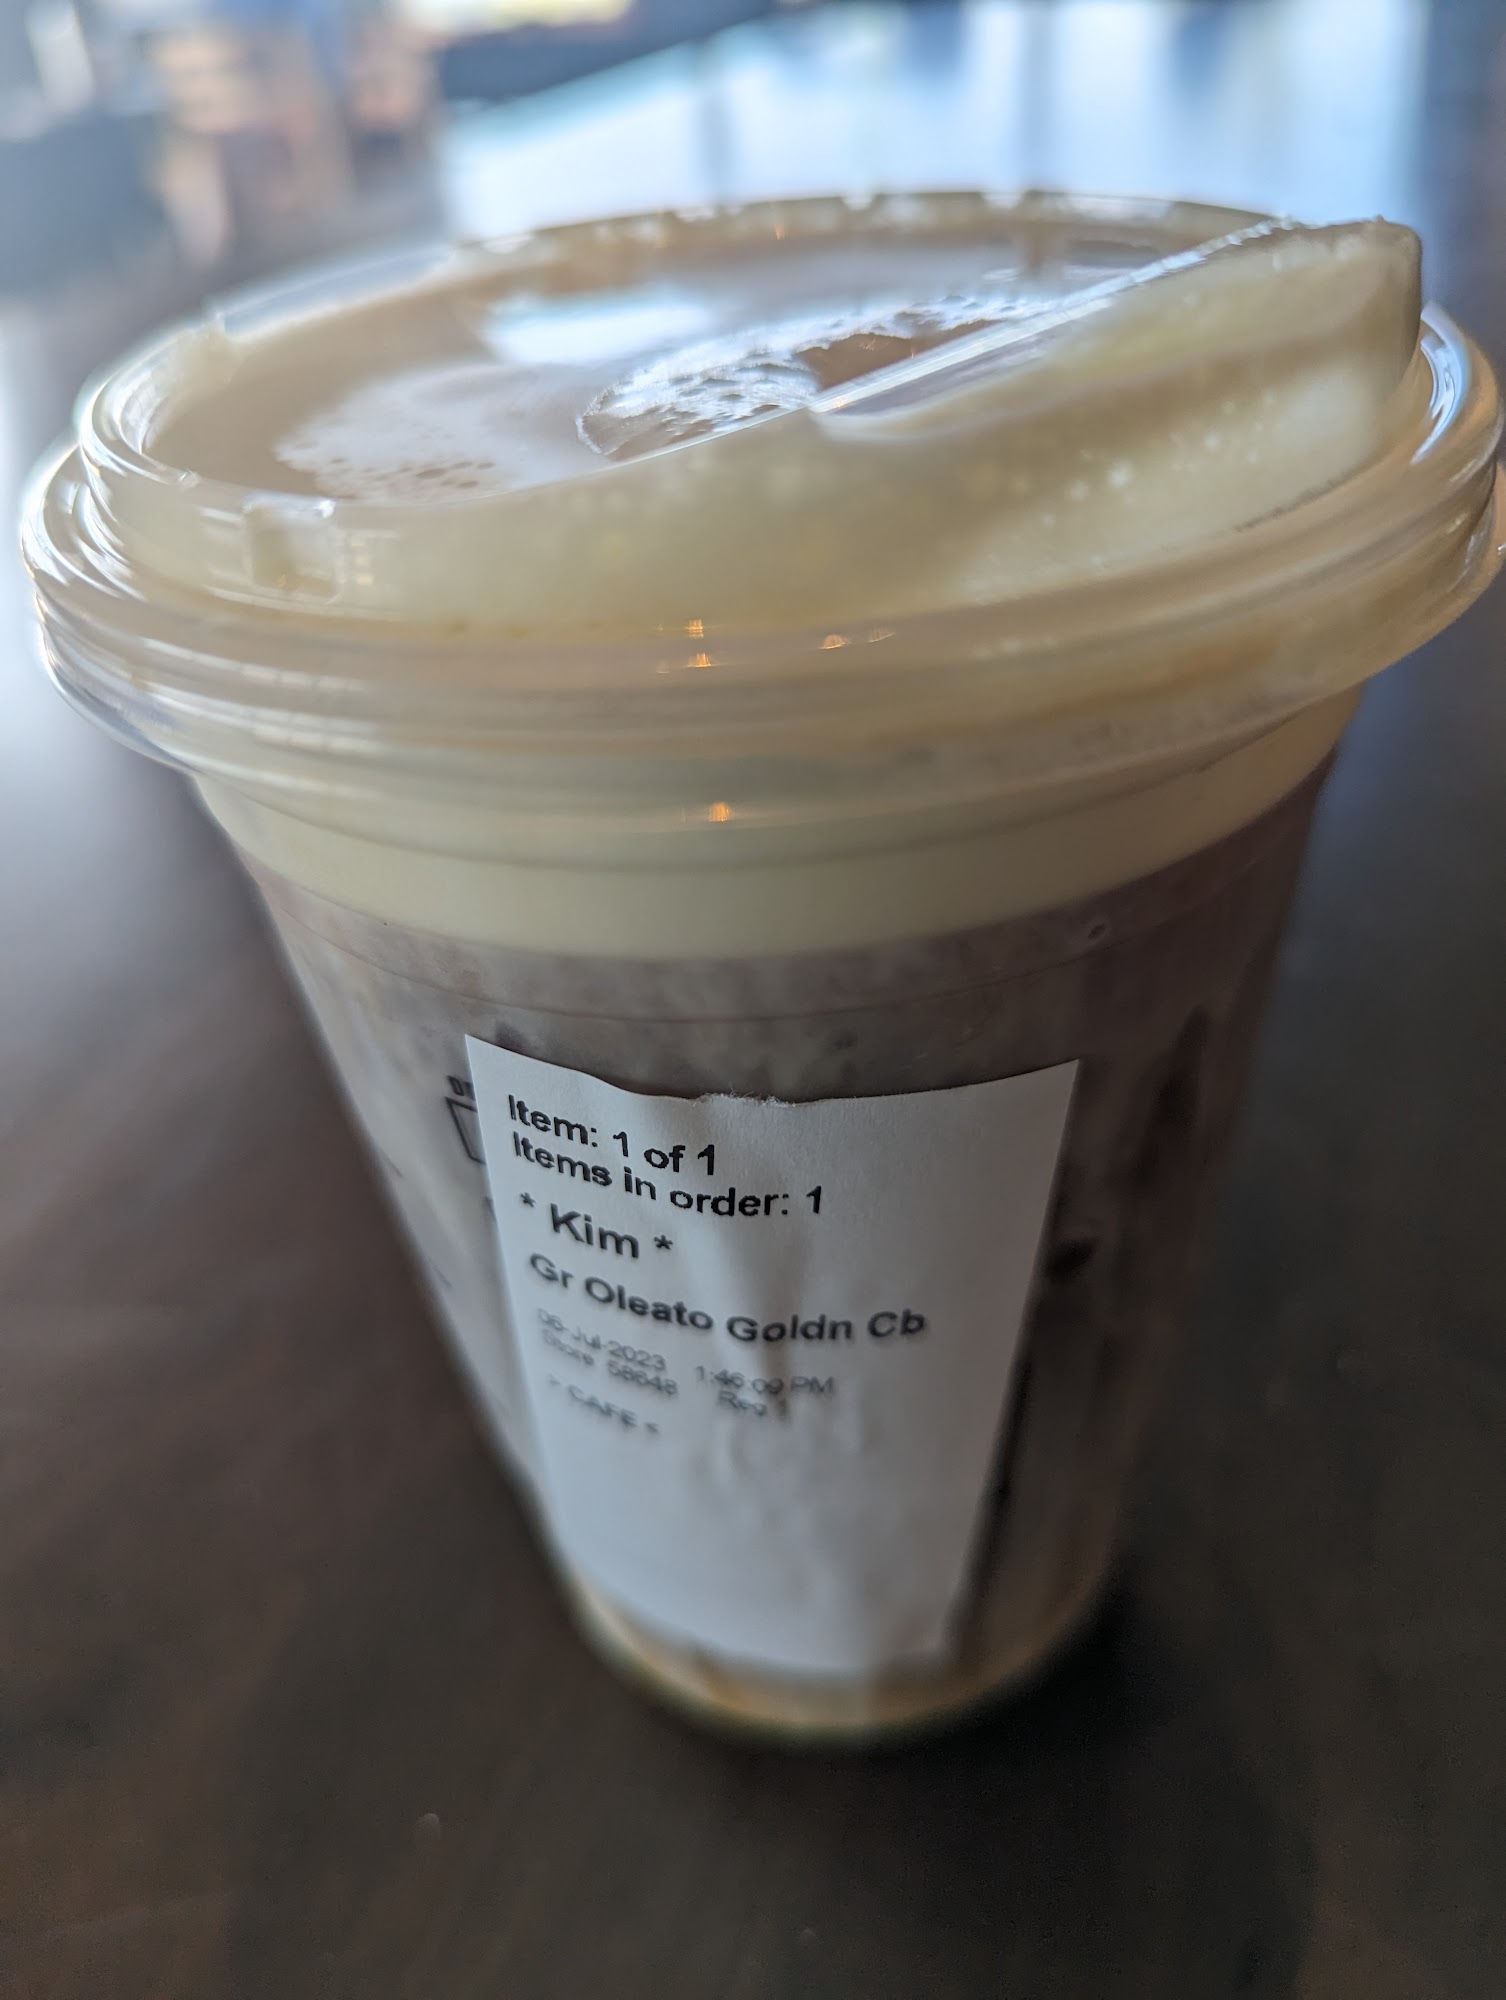 Item: 1 of 1
Items in order: 1
* Kim *
Gr Oleato Goldn Cb
06-Jul-2023 1:46:09 PM
Store 58648 Reg 1
> CAFE <